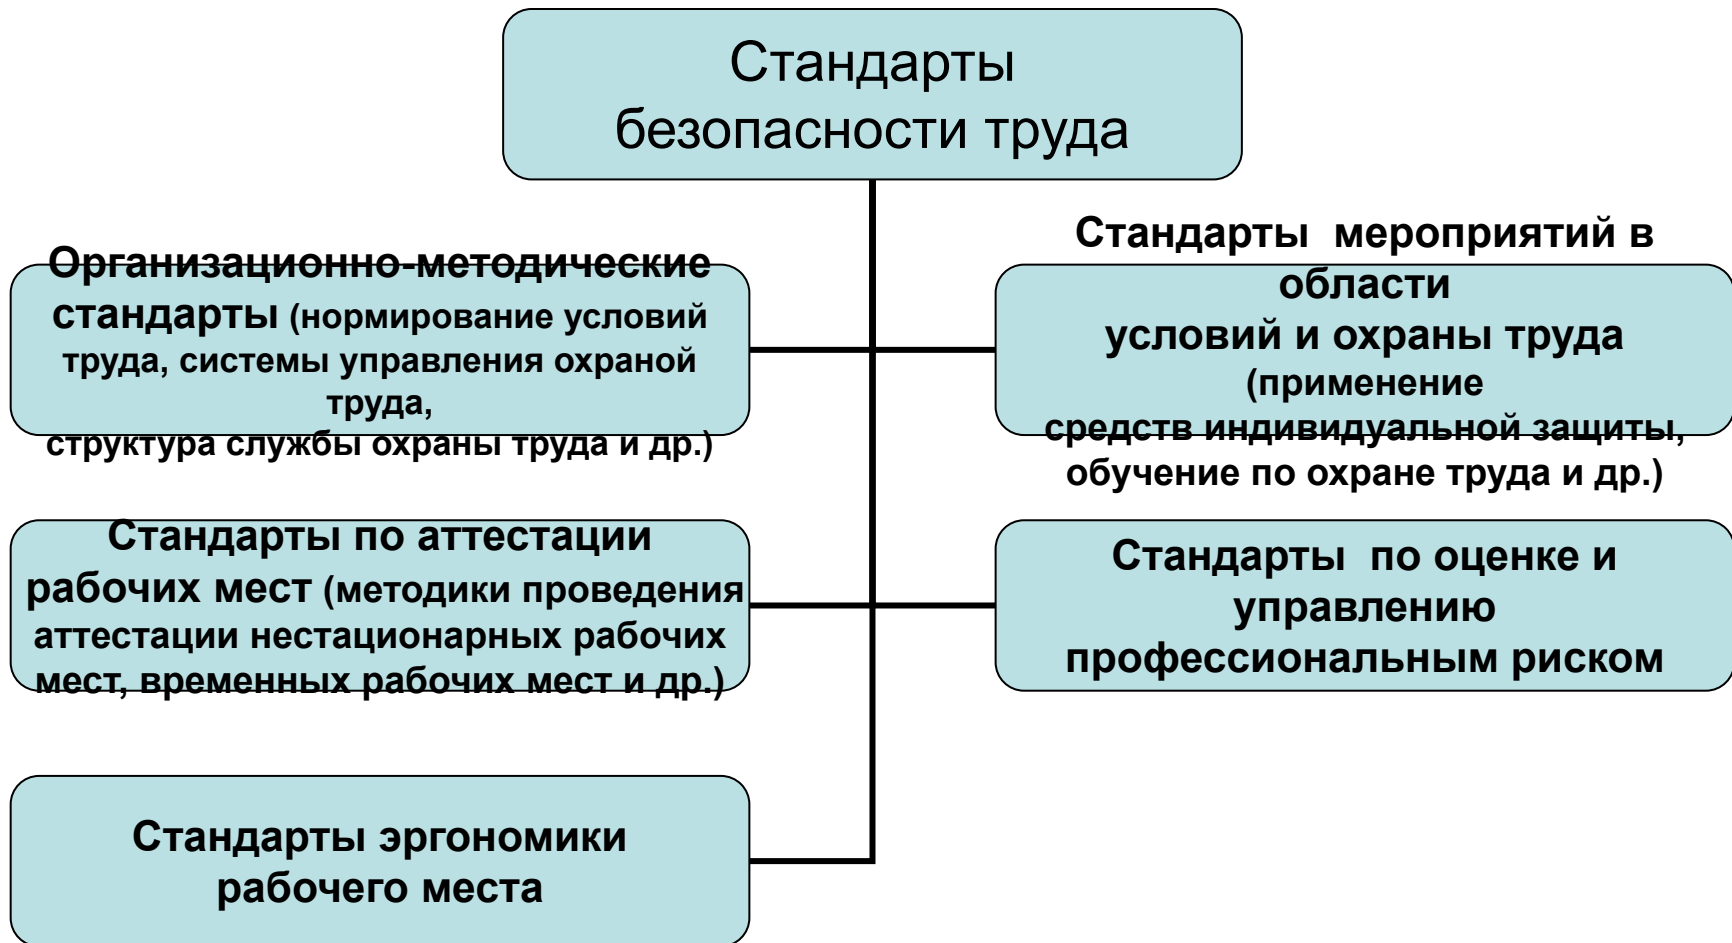 Стандарты
безопасности труда
Организационно-методические
стандарты (нормирование условий
труда, системы управления охраной
труда,
структура службы охраны труда и др.)
Стандарты  мероприятий в
области
условий и охраны труда
(применение
средств индивидуальной защиты,
обучение по охране труда и др.)
Стандарты по аттестации
рабочих мест (методики проведения
аттестации нестационарных рабочих
мест, временных рабочих мест и др.)
Стандарты  по оценке и
управлению
профессиональным риском
Стандарты эргономики
рабочего места